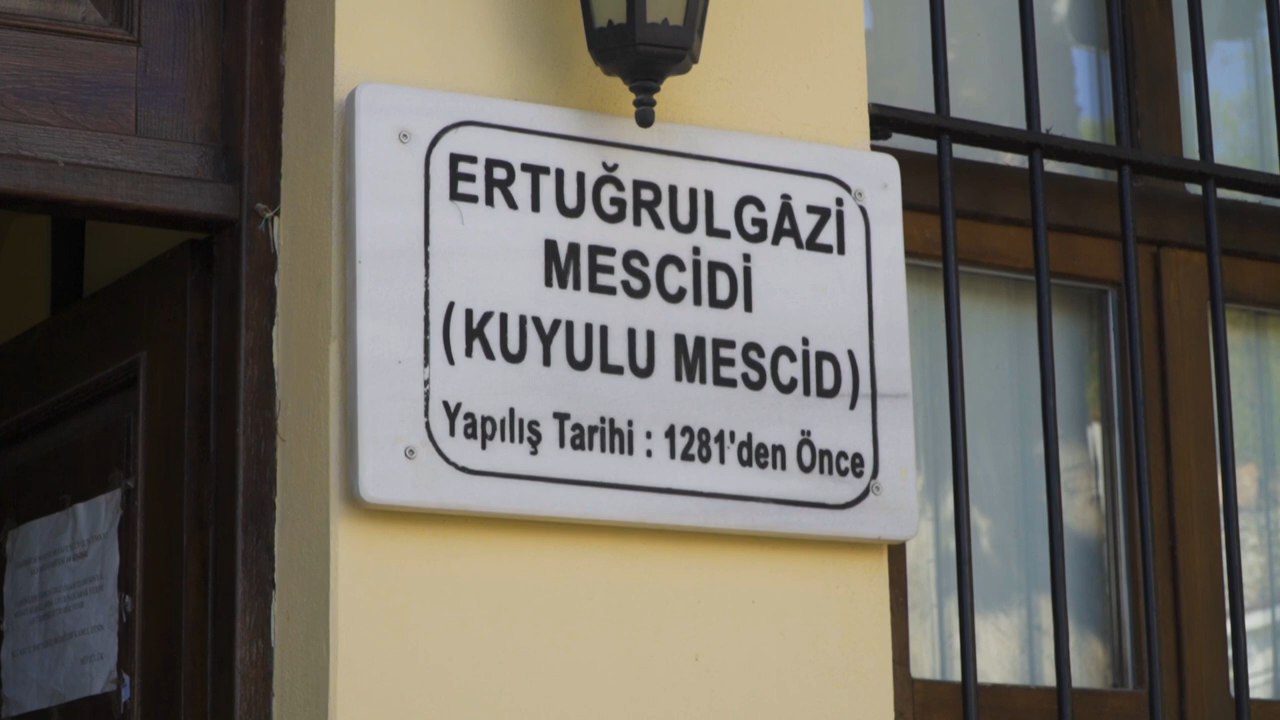 ERTUĞRULGÂZİ
MESCİDİ
(KUYULU MESCİD)
Yapılış Tarihi : 1281'den Önce